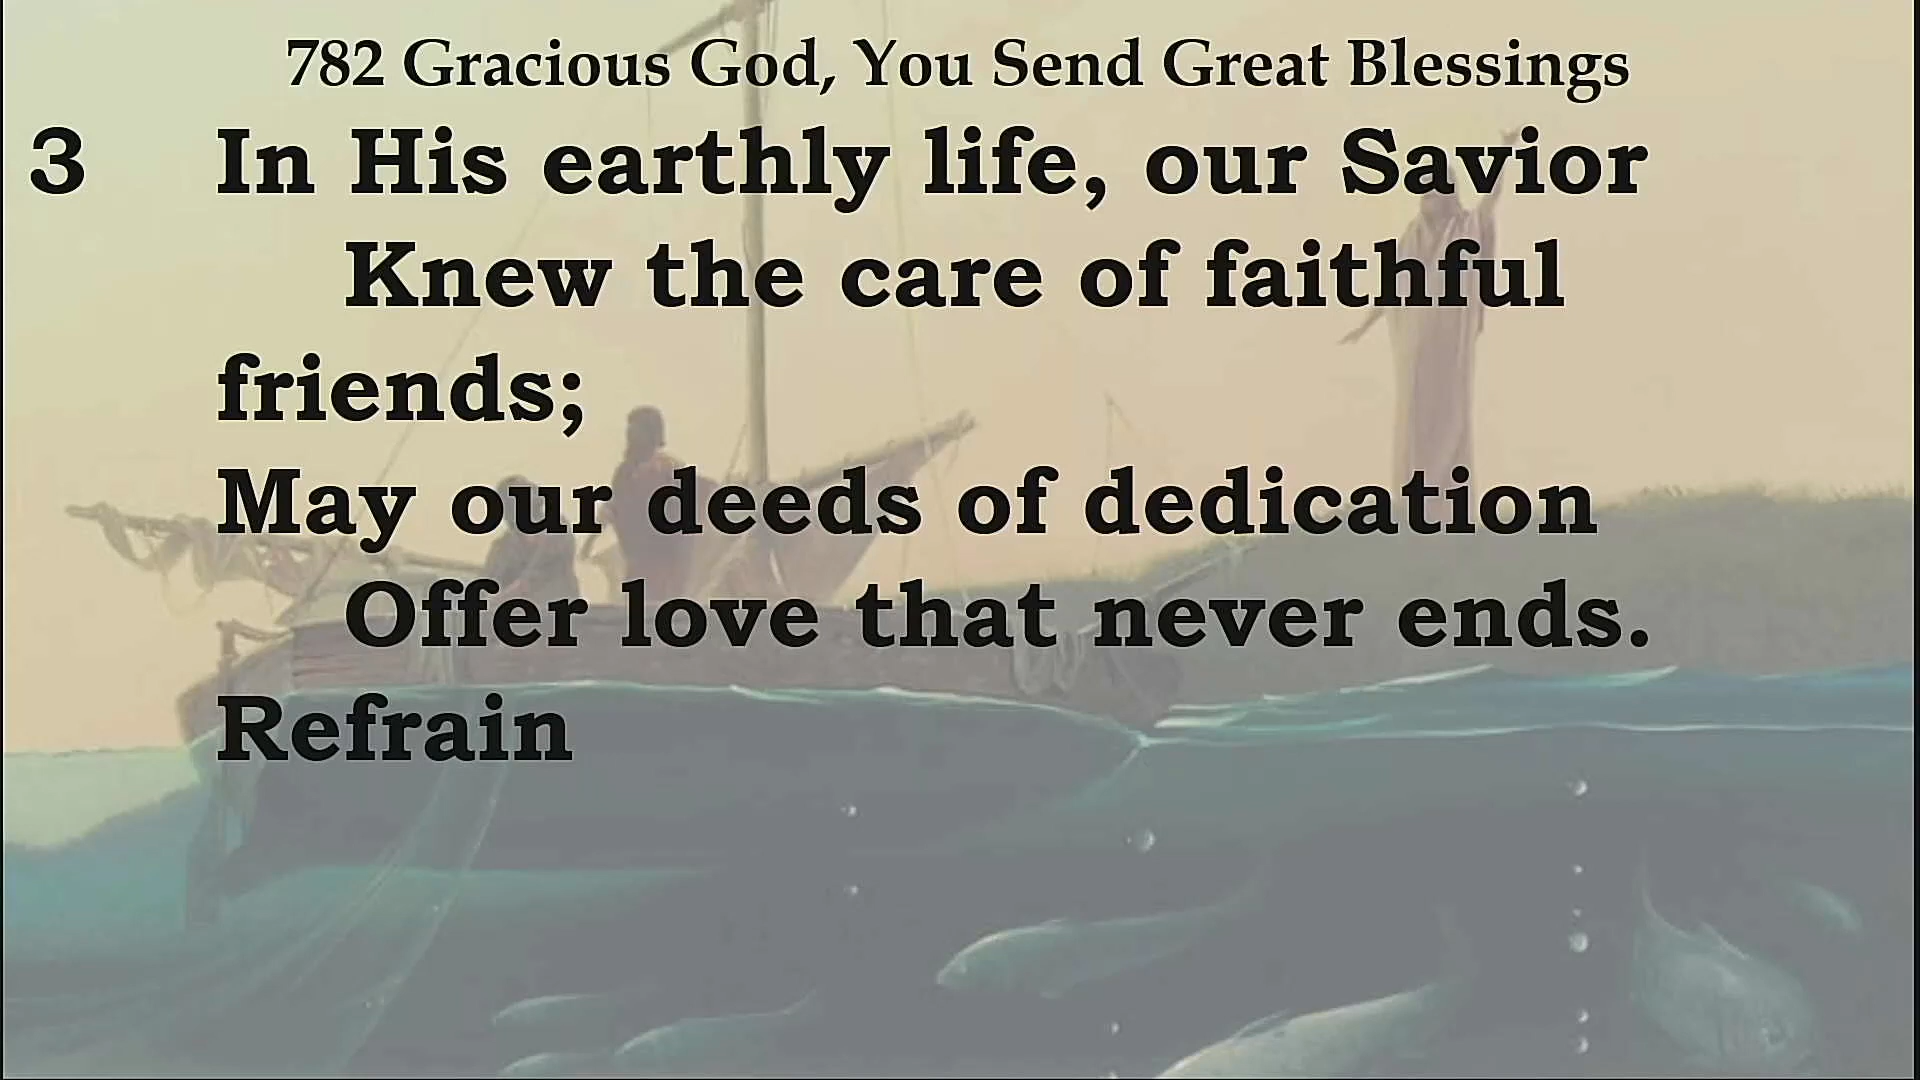 782 Gracious God, You Send Great Blessings
3 In His earthly life, our Savior
Knew the care of faithful
friends;
May our deeds of dedication
Offer love that never ends.
Refrain